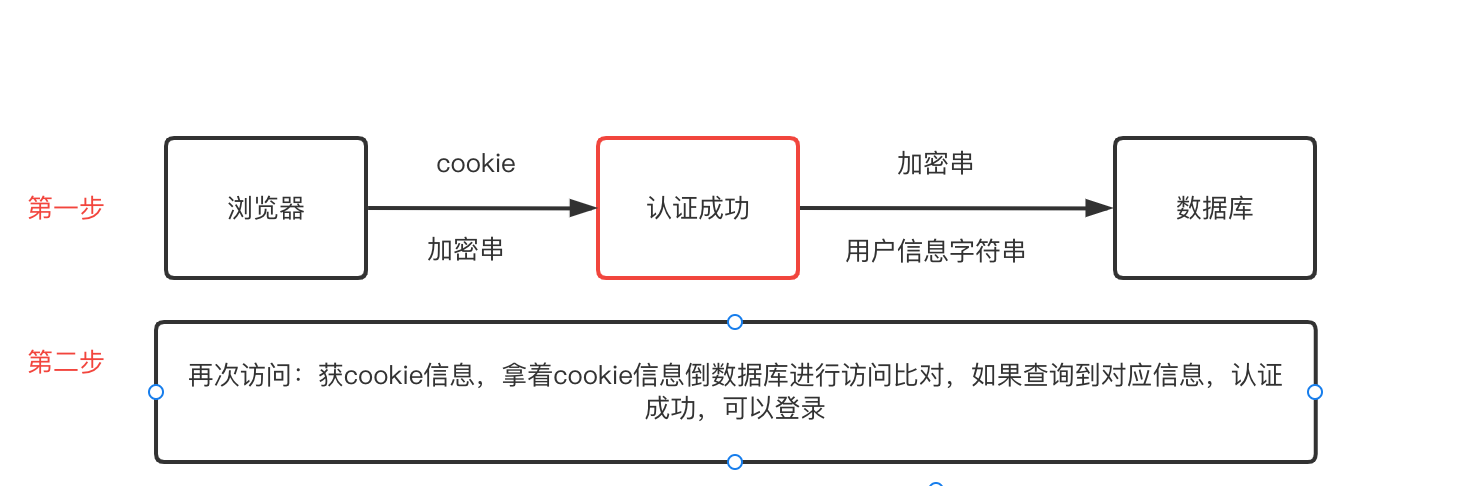 cookie
加密串
第一步
浏览器
认证成功
数据库
加密串
用户信息字符串
第二步
再次访问：获cookie信息，拿着cookie信息倒数据库进行访问比对，如果查询到对应信息，认证
成功，可以登录